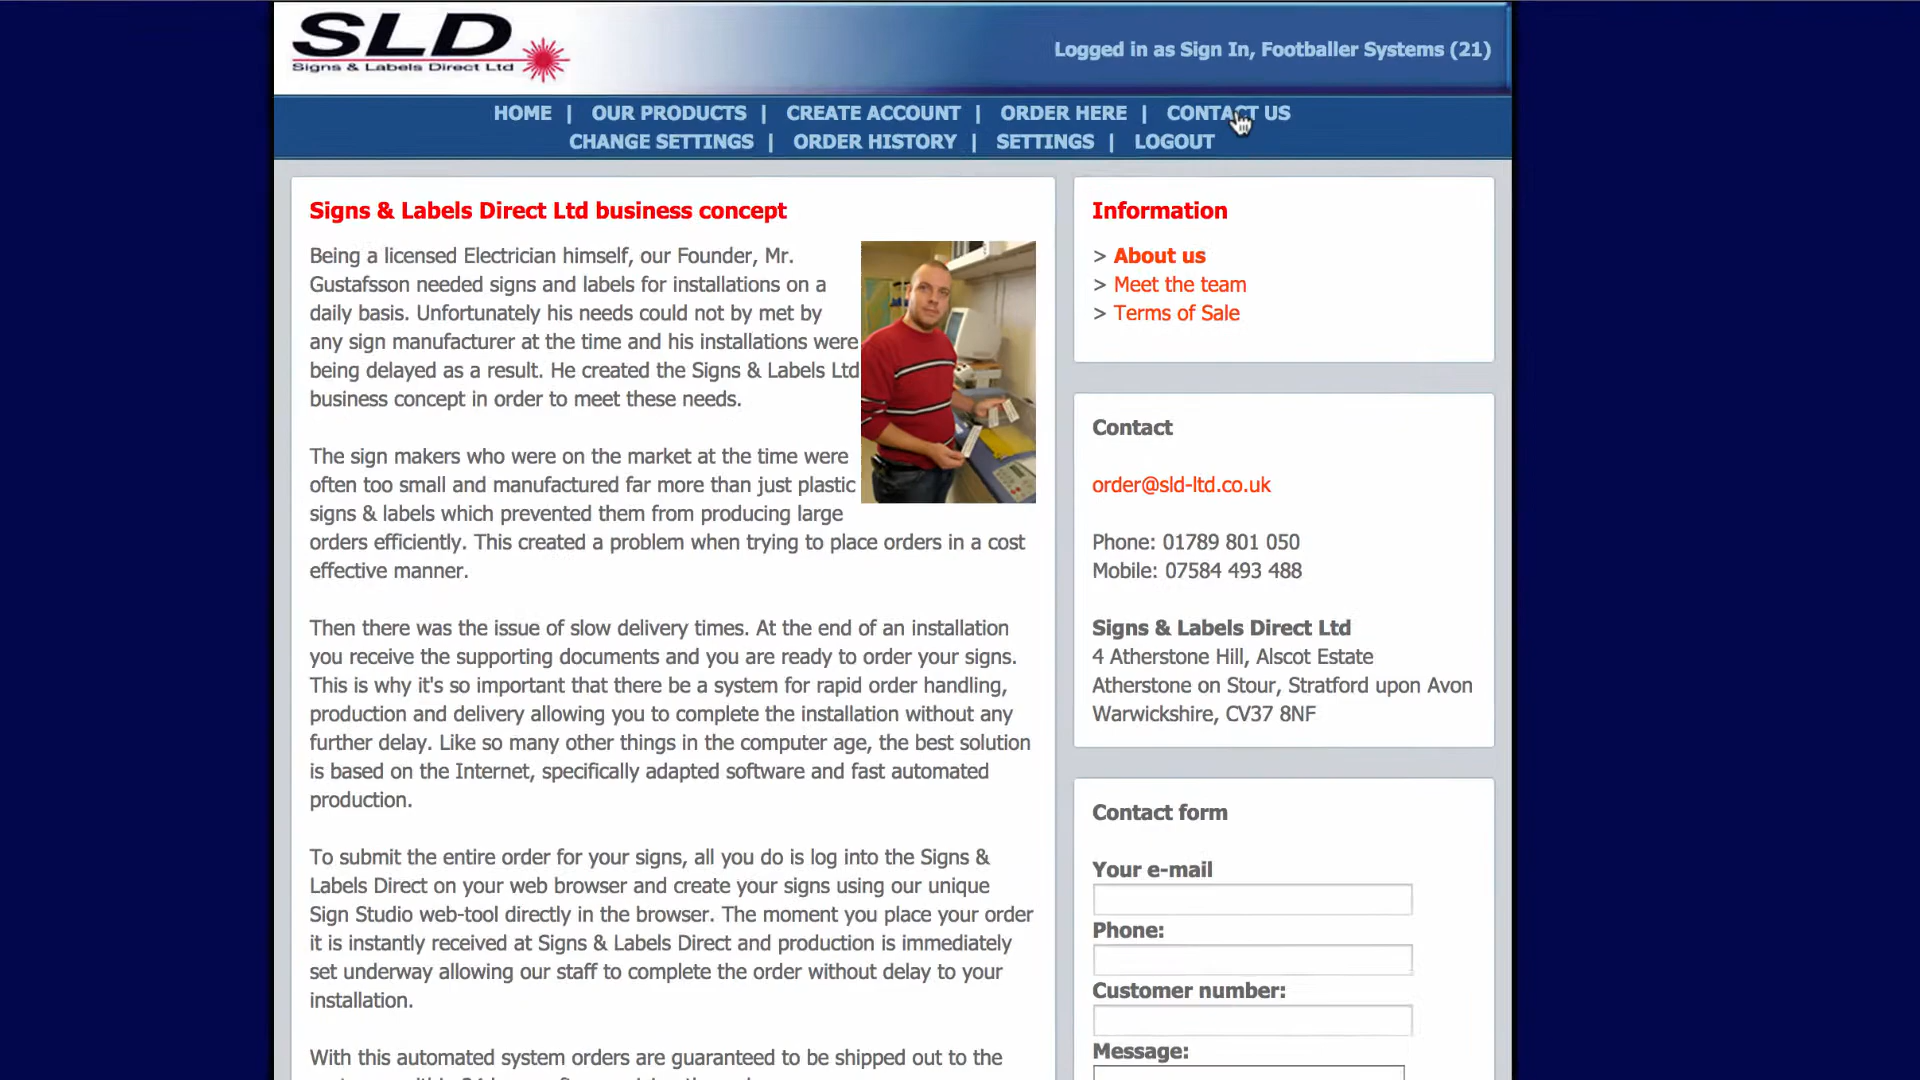 SLD
Signs & Labels Direct Ltd
Logged in as Sign In, Footballer Systems (21)
HOME | OUR PRODUCTS | CREATE ACCOUNT | ORDER HERE | CONTACT US
CHANGE SETTINGS | ORDER HISTORY | SETTINGS | LOGOUT
Signs & Labels Direct Ltd business concept
Being a licensed Electrician himself, our Founder, Mr.
Gustafsson needed signs and labels for installations on a
daily basis. Unfortunately his needs could not by met by
any sign manufacturer at the time and his installations were
being delayed as a result. He created the Signs & Labels Ltd
business concept in order to meet these needs.
The sign makers who were on the market at the time were
often too small and manufactured far more than just plastic
signs & labels which prevented them from producing large
orders efficiently. This created a problem when trying to place orders in a cost
effective manner.
Then there was the issue of slow delivery times. At the end of an installation
you receive the supporting documents and you are ready to order your signs.
This is why it's so important that there be a system for rapid order handling,
production and delivery allowing you to complete the installation without any
further delay. Like so many other things in the computer age, the best solution
is based on the Internet, specifically adapted software and fast automated
production.
To submit the entire order for your signs, all you do is log into the Signs &
Labels Direct on your web browser and create your signs using our unique
Sign Studio web-tool directly in the browser. The moment you place your order
it is instantly received at Signs & Labels Direct and production is immediately
set underway allowing our staff to complete the order without delay to your
installation.
With this automated system orders are guaranteed to be shipped out to the
Information
> About us
> Meet the team
> Terms of Sale
Contact
order@sld-ltd.co.uk
Phone: 01789 801 050
Mobile: 07584 493 488
Signs & Labels Direct Ltd
4 Atherstone Hill, Alscot Estate
Atherstone on Stour, Stratford upon Avon
Warwickshire, CV37 8NF
Contact form
Your e-mail
Phone:
Customer number:
Message: